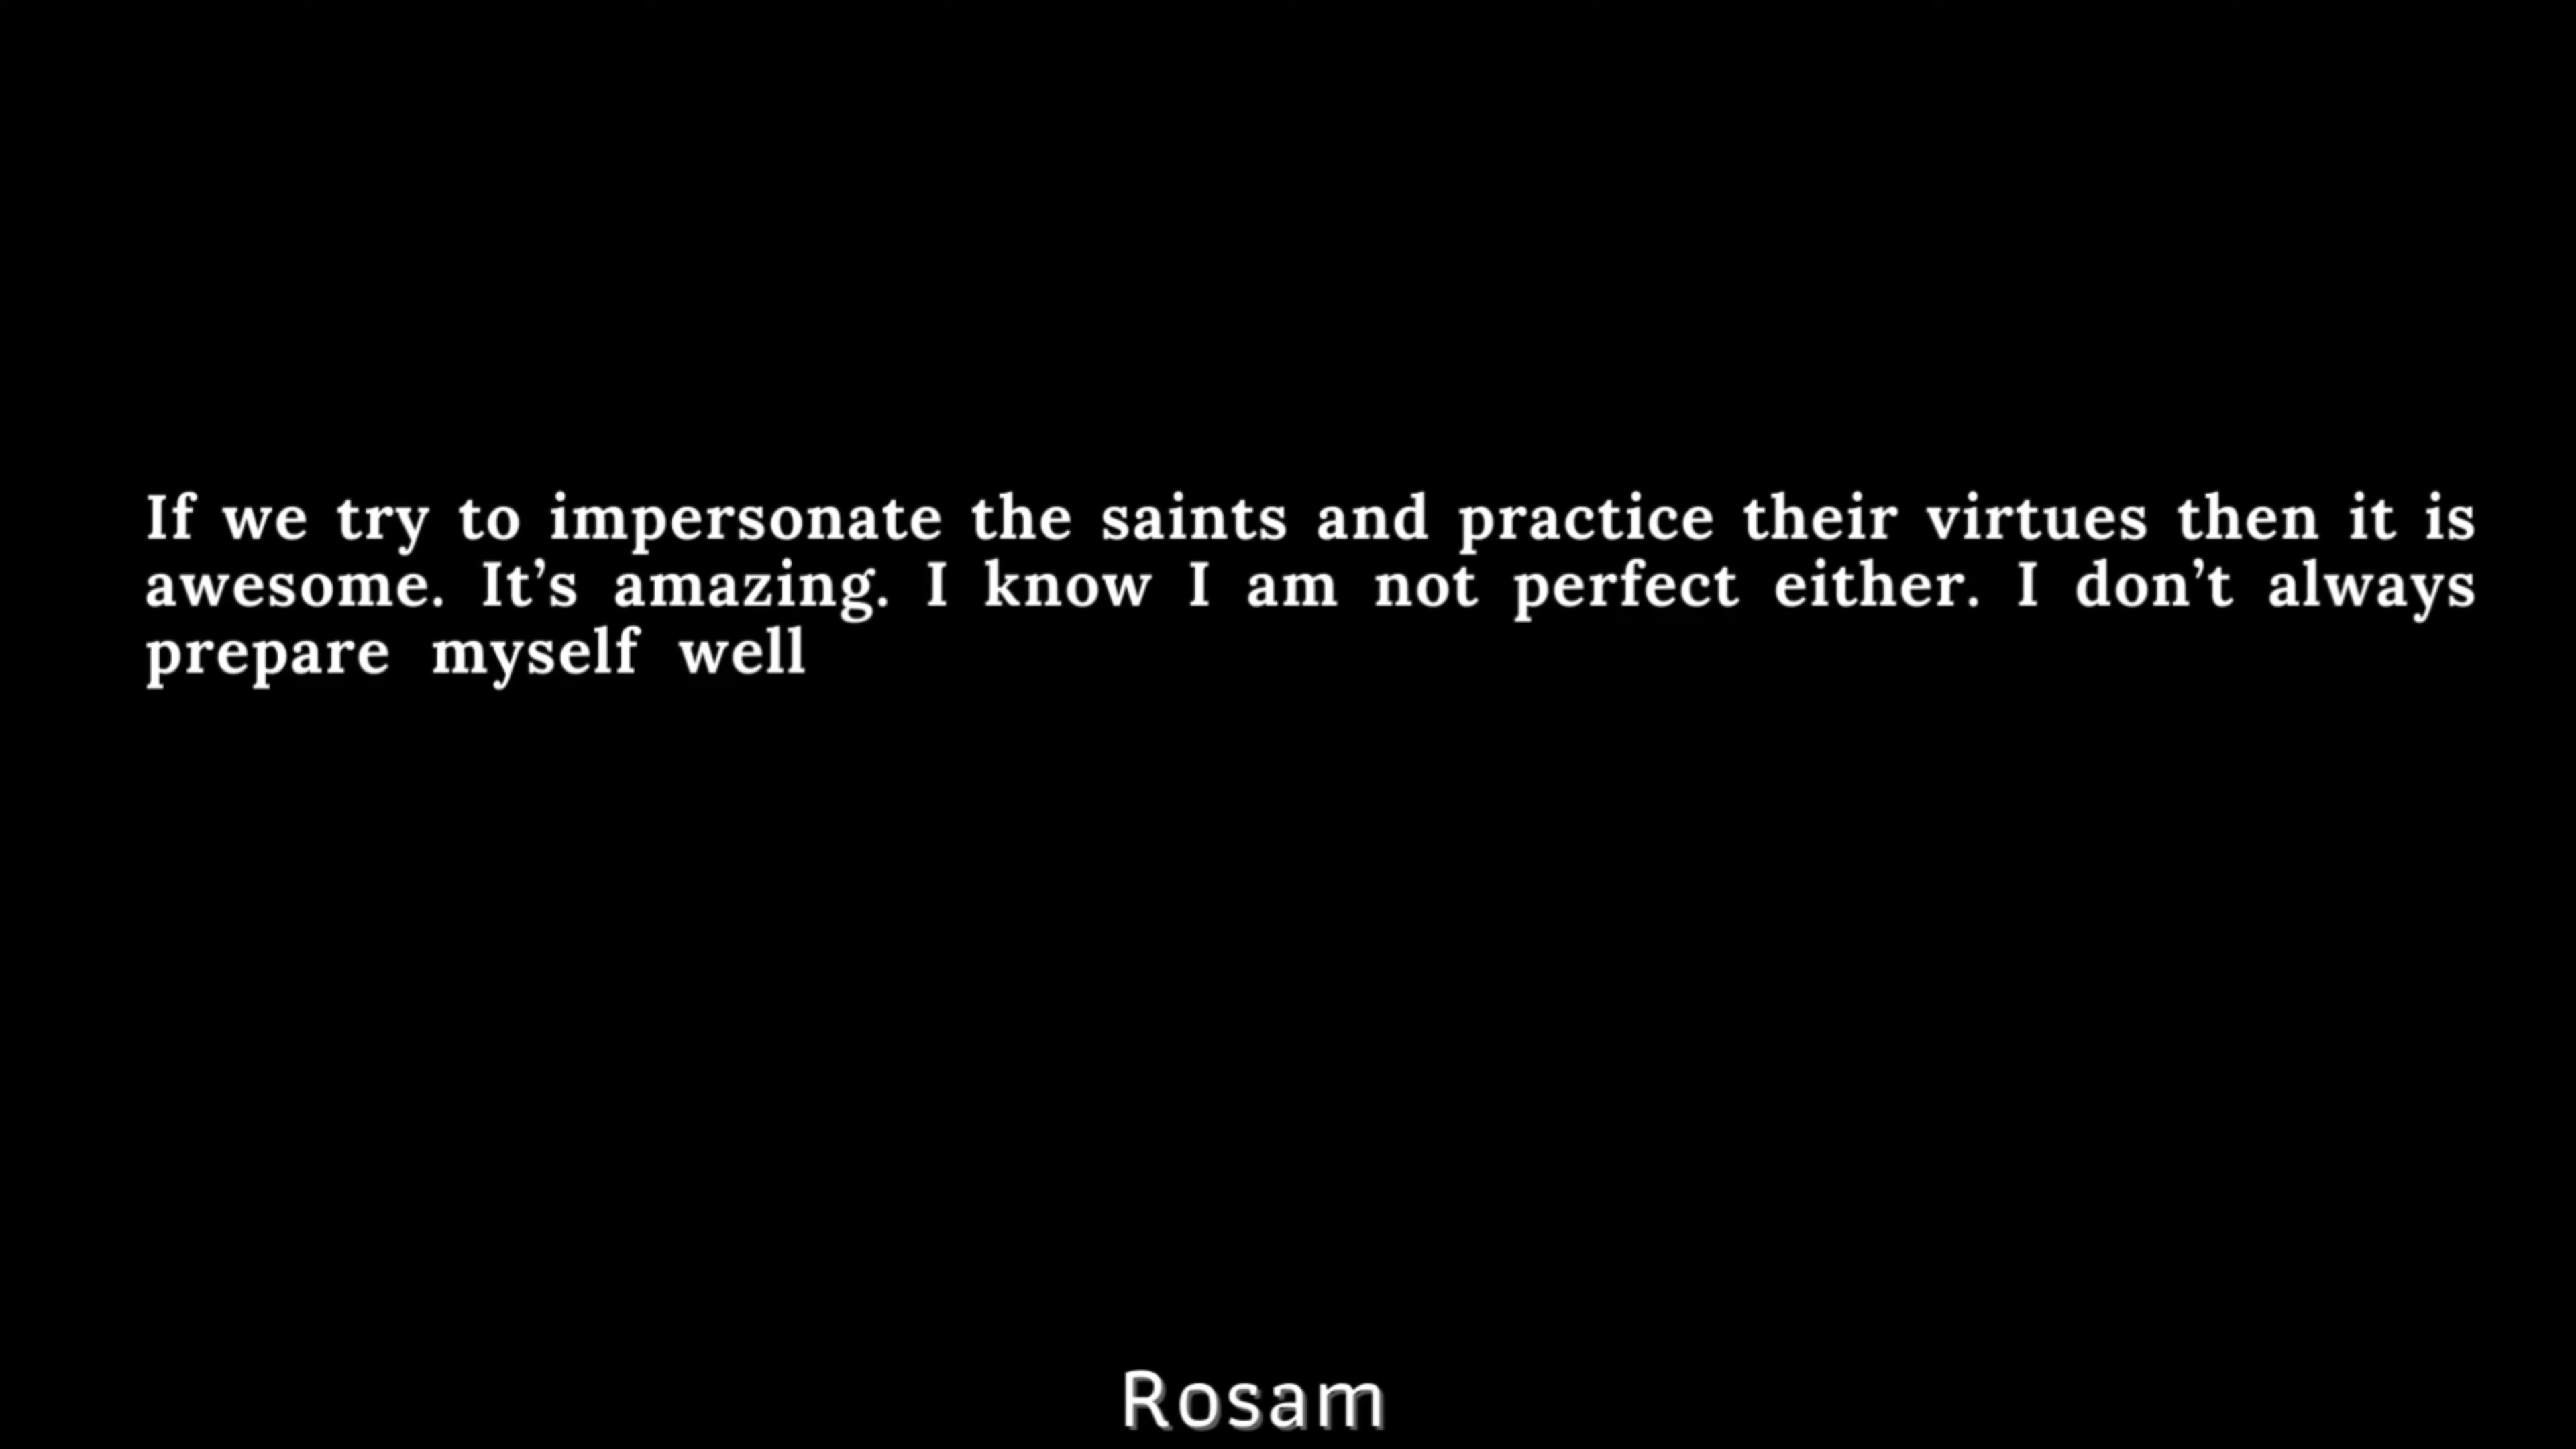 If we try to impersonate the saints and practice their virtues then it is
awesome. It’s amazing. I know I am not perfect either. I don’t always
prepare myself well
Rosam